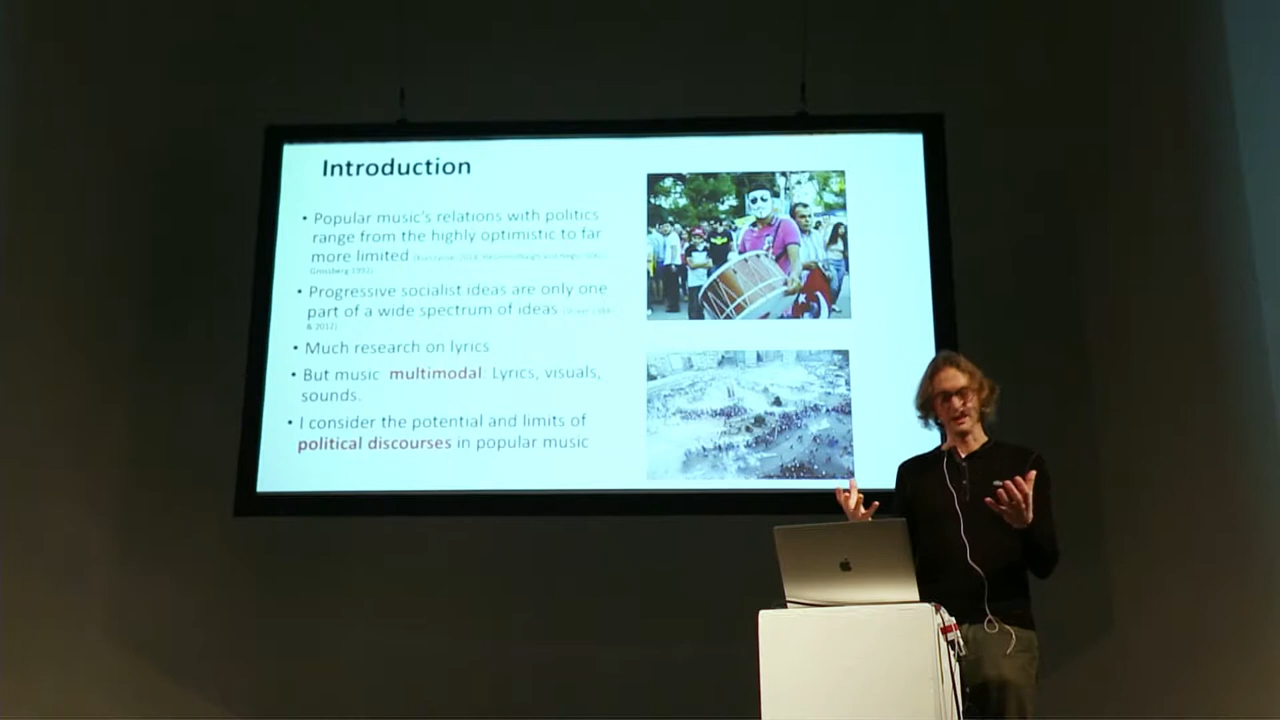 Introduction
• Popular music's relations with politics
range from the highly optimistic to far
more limited
Grossberg 1992)
• Progressive socialist ideas are only one
part of a wide spectrum of ideas
& 2012)
• Much research on lyrics
• But music multimodal: Lyrics, visuals,
sounds.
• I consider the potential and limits of
political discourses in popular music